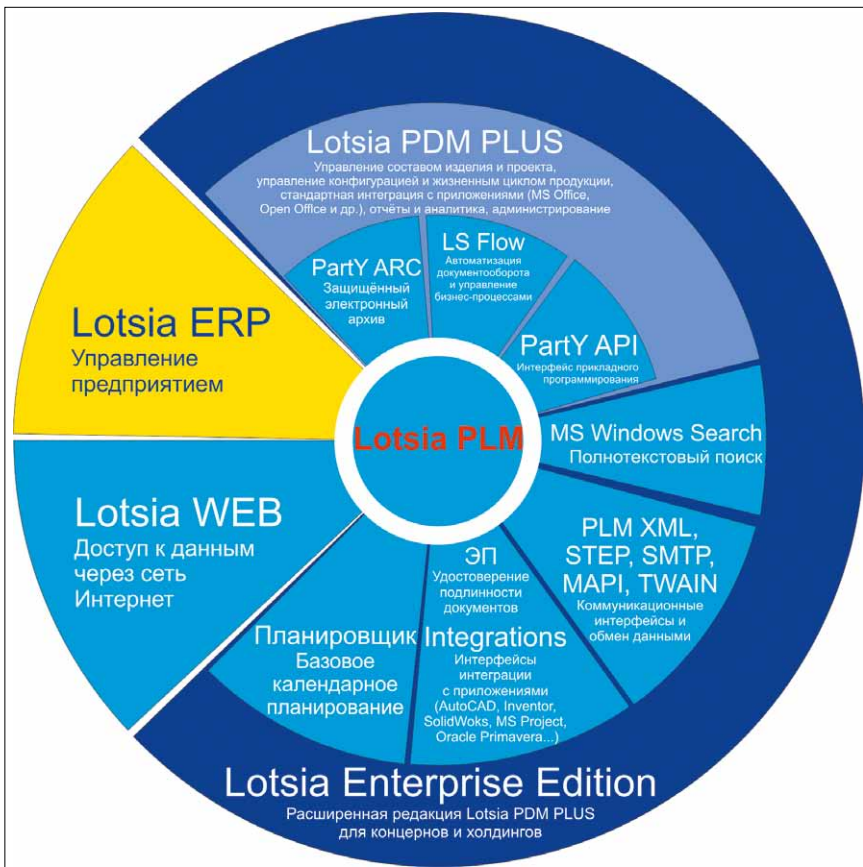 Lotsia PDM PLUS
Управление составом изделия и проекта,
управление конфигурацией и жизненным циклом продукции,
стандартная интеграция с приложениями (MS Office,
Open Office и др.), отчёты и аналитика, администрирование
PartY ARC
Защищённый
электронный
архив
LS Flow
Автоматизация
документооборота
и управление
бизнес-процессами
PartY API
Интерфейс прикладного
программирования
Lotsia ERP
Управление
предприятием
Lotsia PLM
MS Windows Search
Полнотекстовый поиск
Lotsia WEB
Доступ к данным
через сеть
Интернет
PLM XML,
STEP, SMTP,
MAPI, TWAIN
Коммуникационные
интерфейсы и
обмен данными
ЭП
Удостоверение
подлинности
документов
Планировщик
Базовое
календарное
планирование
Integrations
Интерфейсы
интеграции
с приложениями
(AutoCAD, Inventor,
SolidWoks, MS Project,
Oracle Primavera...)
Lotsia Enterprise Edition
Расширенная редакция Lotsia PDM PLUS
для концернов и холдингов